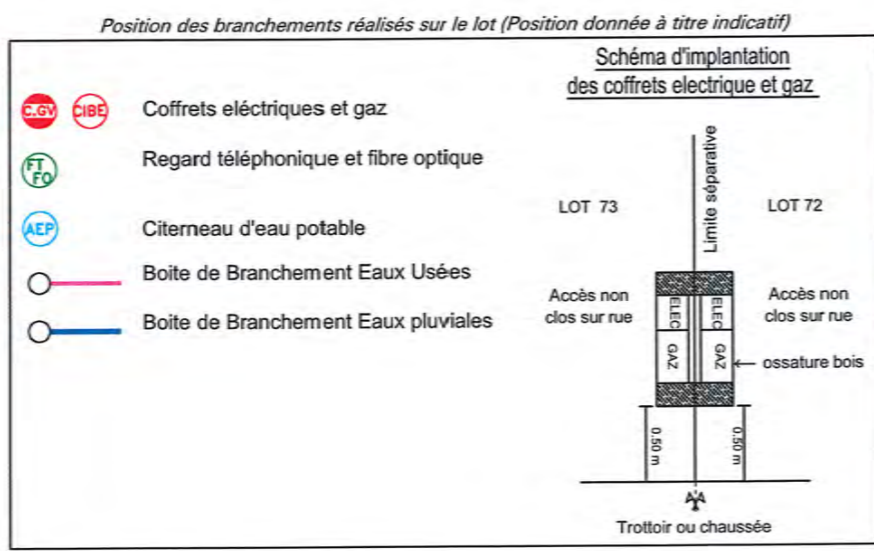 Position des branchements réalisés sur le lot (Position donnée à titre indicatif)
C.GV CIBE Coffrets eléctriques et gaz
FT FO Regard téléphonique et fibre optique
AEP Citerneau d'eau potable
Boite de Branchement Eaux Usées
Boite de Branchement Eaux pluviales
Schéma d'implantation
des coffrets electrique et gaz
Limite séparative
LOT 73
LOT 72
Accès non
clos sur rue
ELEC
ELEC
Accès non
clos sur rue
GAZ
GAZ
ossature bois
0.50 m
0.50 m
Trottoir ou chaussée